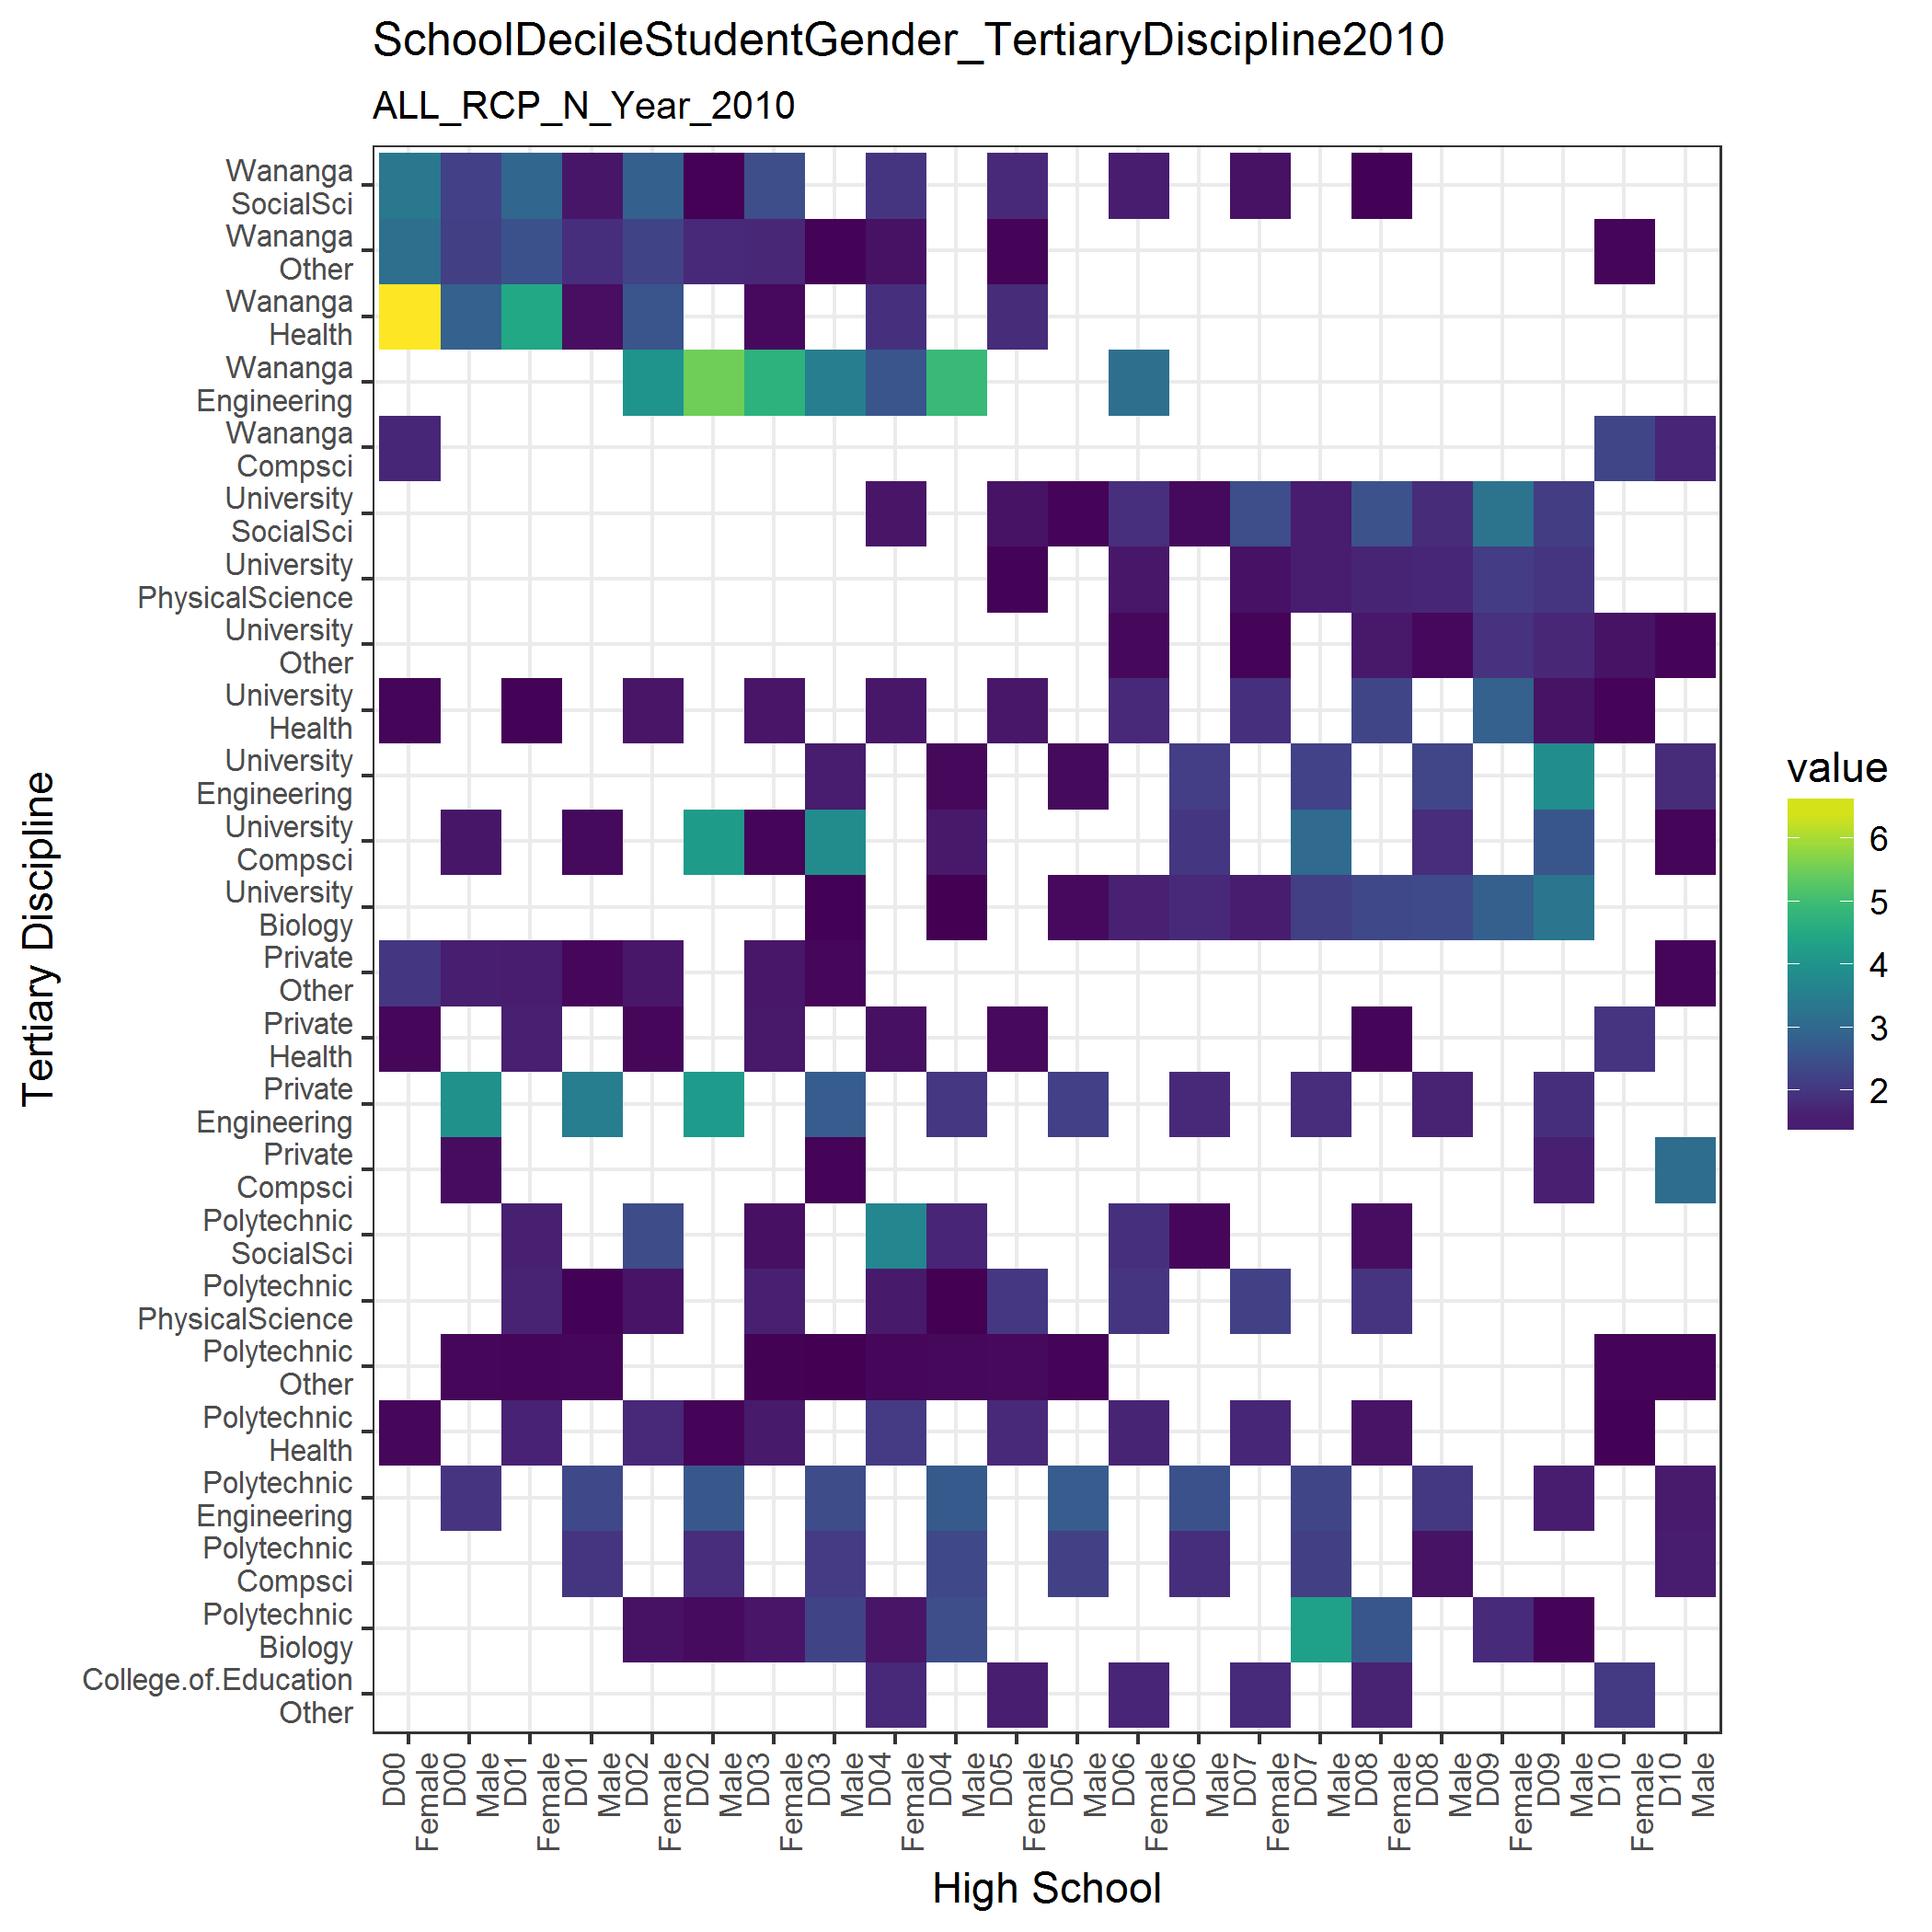 SchoolDecileStudentGender_TertiaryDiscipline2010
ALL_RCP_N_Year_2010
Tertiary Discipline
Wananga
SocialSci
Wananga
Other
Wananga
Health
Wananga
Engineering
Wananga
Compsci
University
SocialSci
University
PhysicalScience
University
Other
University
Health
University
Engineering
University
Compsci
University
Biology
Private
Other
Private
Health
Private
Engineering
Private
Compsci
Polytechnic
SocialSci
Polytechnic
PhysicalScience
Polytechnic
Other
Polytechnic
Health
Polytechnic
Engineering
Polytechnic
Compsci
Polytechnic
Biology
College.of.Education
Other
D00
Female
D00
Male
D01
Female
D01
Male
D02
Female
D02
Male
D03
Female
D03
Male
D04
Female
D04
Male
D05
Female
D05
Male
D06
Female
D06
Male
D07
Female
D07
Male
D08
Female
D08
Male
D09
Female
D09
Male
D10
Female
D10
Male
High School
value
6
5
4
3
2